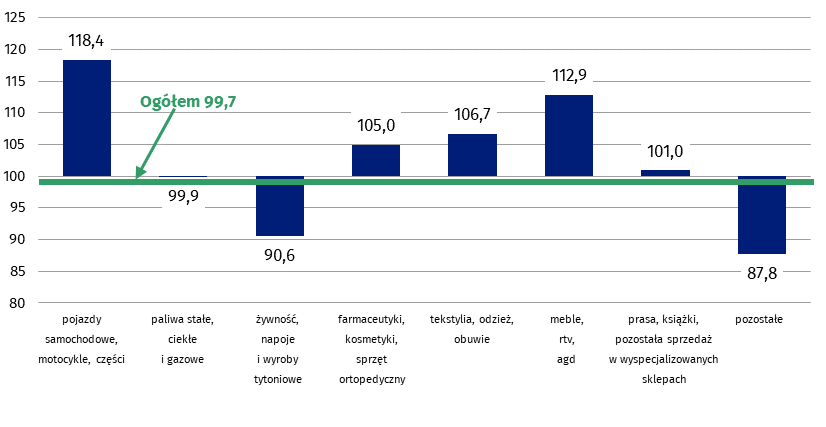 125
120
115
110
105
100
95
90
85
80
118,4
Ogółem 99,7
99,9
90,6
105,0
106,7
112,9
101,0
87,8
pojazdy
samochodowe,
motocykle, części
paliwa stałe,
ciekłe
i gazowe
żywność,
napoje
i wyroby
tytoniowe
farmaceutyki,
kosmetyki,
sprzęt
ortopedyczny
tekstylia, odzież,
obuwie
meble,
rtv,
agd
prasa, książki,
pozostała sprzedaż
w wyspecjalizowanych
sklepach
pozostałe